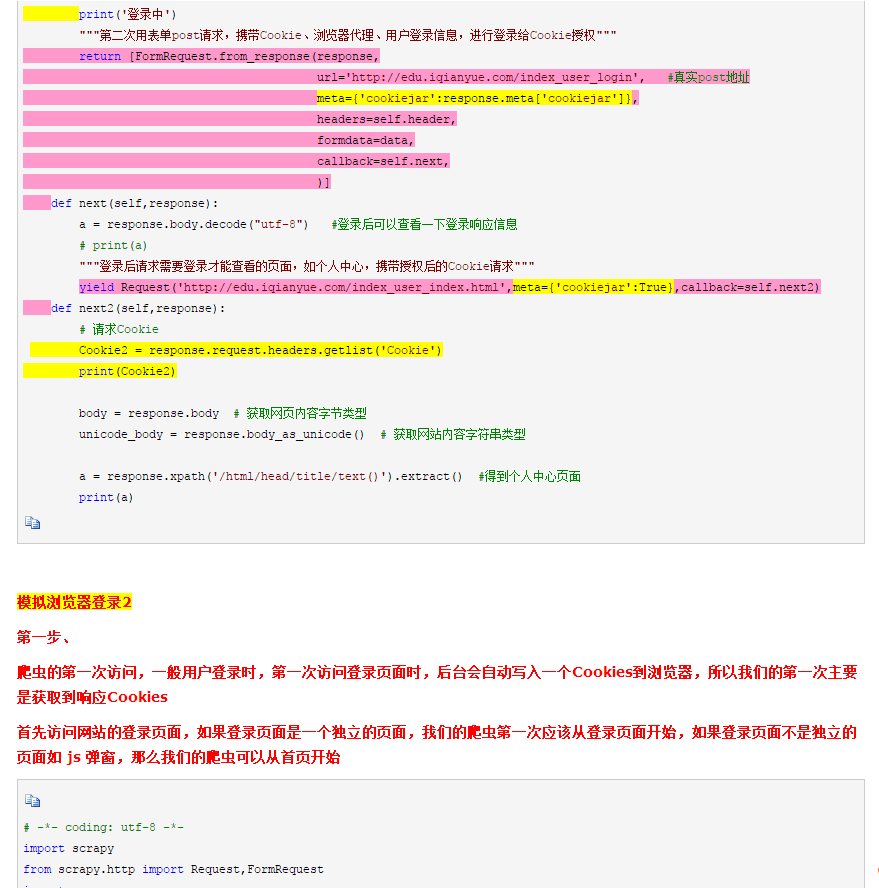 print('登录中')
"""第二次用表单post请求，携带Cookie、浏览器代理、用户登录信息，进行登录给Cookie授权"""
return [FormRequest.from_response(response,
url='http://edu.iqianyue.com/index_user_login',   #真实post地址
meta={'cookiejar':response.meta['cookiejar']},
headers=self.header,
formdata=data,
callback=self.next,
)]
def next(self,response):
a = response.body.decode("utf-8")   #登录后可以查看一下登录响应信息
# print(a)
"""登录后请求需要登录才能查看的页面，如个人中心，携带授权后的Cookie请求"""
yield Request('http://edu.iqianyue.com/index_user_index.html',meta={'cookiejar':True},callback=self.next2)
def next2(self,response):
# 请求Cookie
Cookie2 = response.request.headers.getlist('Cookie')
print(Cookie2)
body = response.body  # 获取网页内容字节类型
unicode_body = response.body_as_unicode()  # 获取网站内容字符串类型
a = response.xpath('/html/head/title/text()').extract()  #得到个人中心页面
print(a)
模拟浏览器登录2
第一步、
爬虫的第一次访问，一般用户登录时，第一次访问登录页面时，后台会自动写入一个Cookies到浏览器，所以我们的第一次主要
是获取到响应Cookies
首先访问网站的登录页面，如果登录页面是一个独立的页面，我们的爬虫第一次应该从登录页面开始，如果登录页面不是独立的
页面如 js 弹窗，那么我们的爬虫可以从首页开始
# -*- coding: utf-8 -*-
import scrapy
from scrapy.http import Request,FormRequest